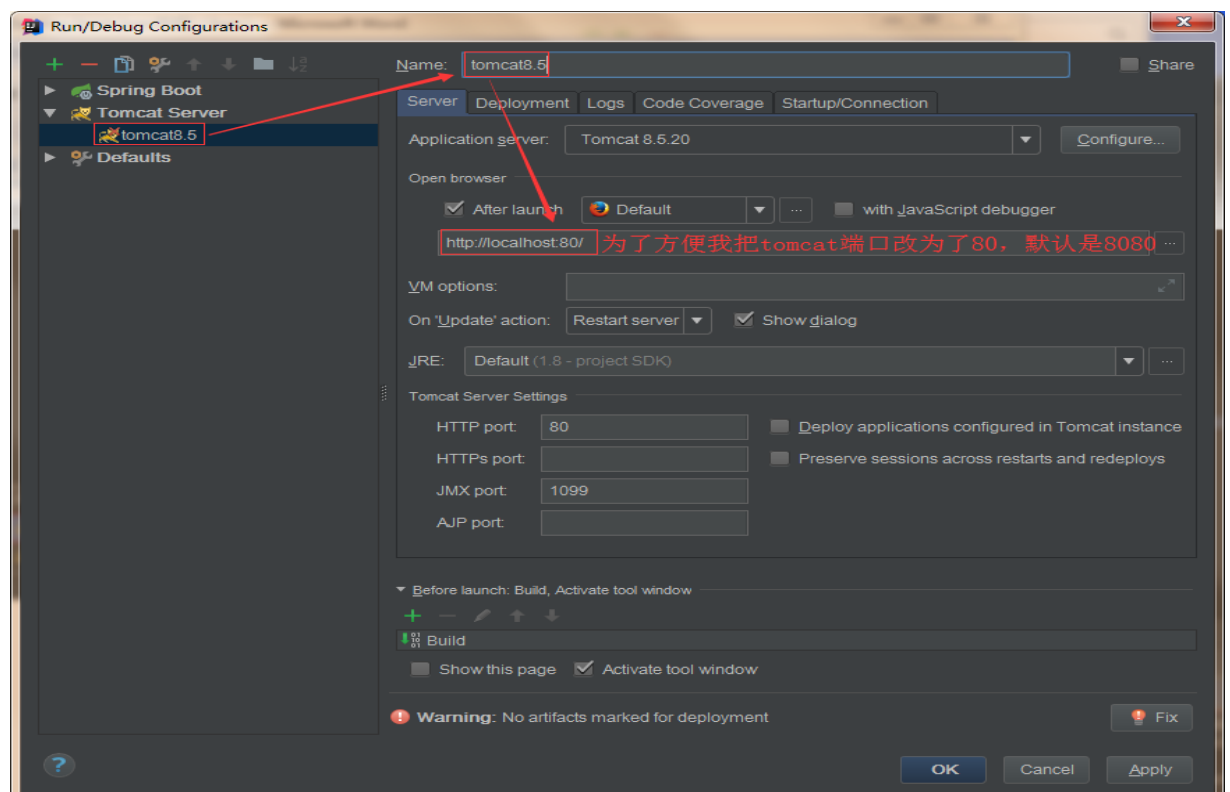 Run/Debug Configurations
Name: tomcat8.5
Share
Spring Boot
Tomcat Server
tomcat8.5
Defaults
Server Deployment Logs Code Coverage Startup/Connection
Application server: Tomcat 8.5.20 Configure...
Open browser
After launch Default ... with JavaScript debugger
http://localhost:80/ 为了方便我把tomcat端口改为了80，默认是8080 ...
VM options:
On 'Update' action: Restart server Show dialog
JRE: Default (1.8 - project SDK) ...
Tomcat Server Settings
HTTP port: 80 Deploy applications configured in Tomcat instance
HTTPs port: Preserve sessions across restarts and redeploys
JMX port: 1099
AJP port:
Before launch: Build, Activate tool window
Build
Show this page Activate tool window
Warning: No artifacts marked for deployment Fix
? OK Cancel Apply